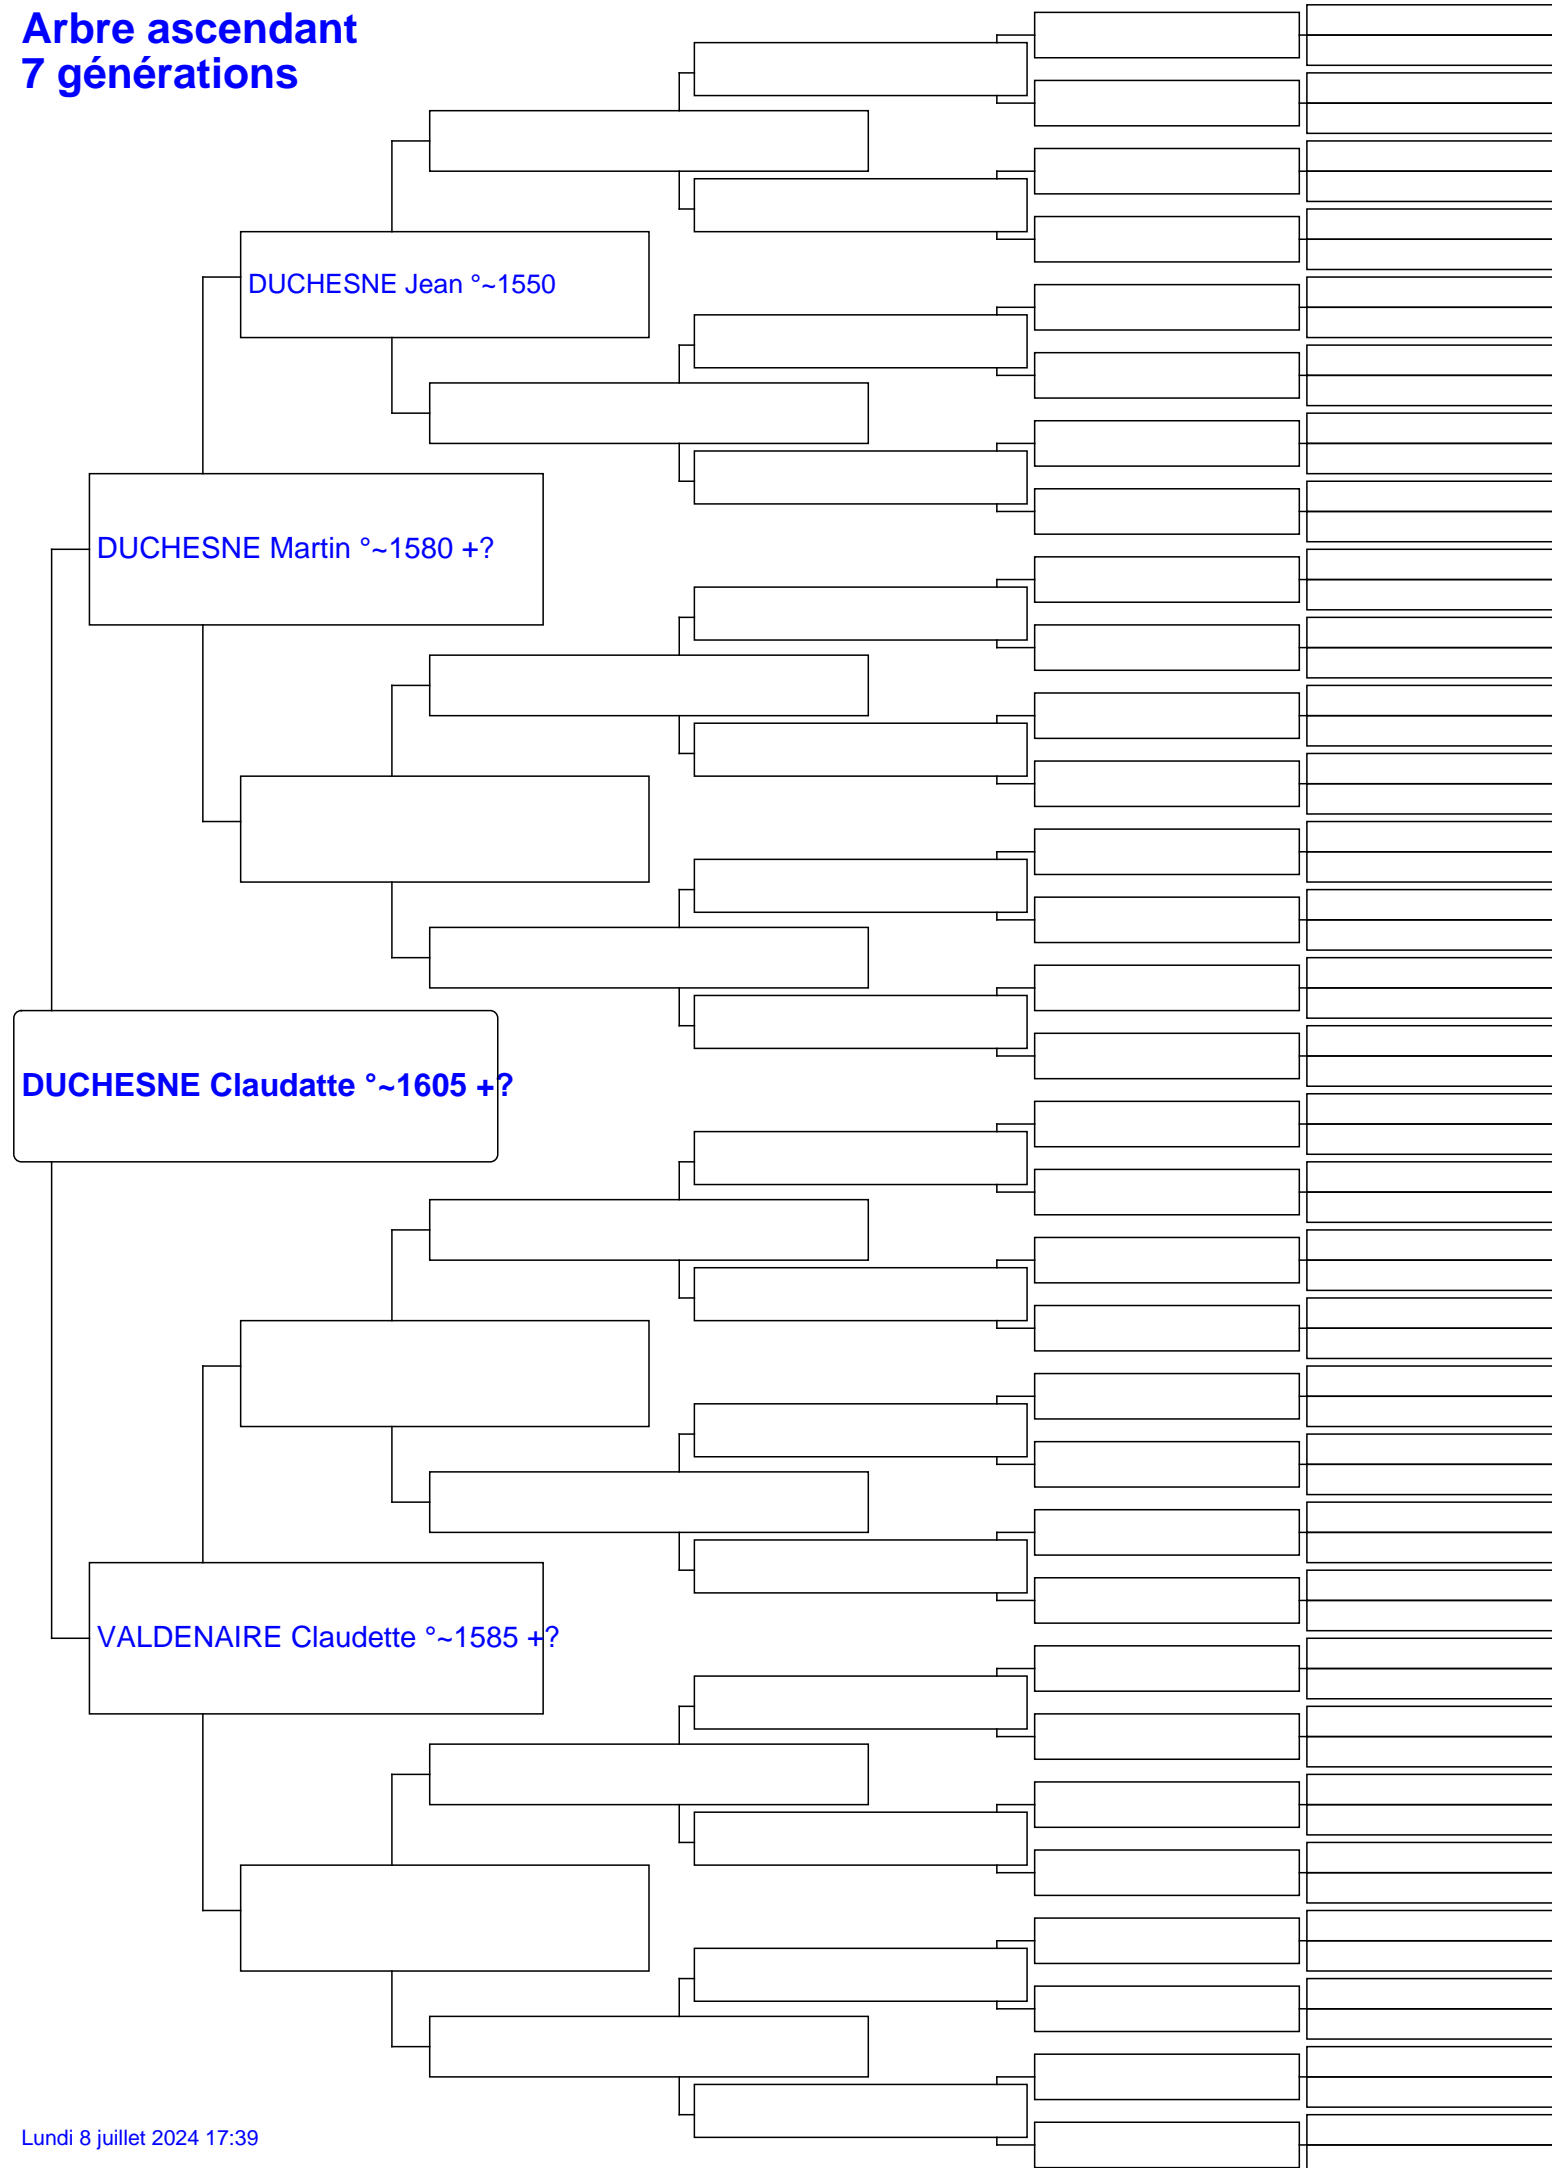 Arbre ascendant
7 générations
DUCHESNE Jean °~1550
DUCHESNE Martin °~1580 +?
DUCHESNE Claudatte °~1605 +?
VALDENAIRE Claudette °~1585 +?
Lundi 8 juillet 2024 17:39